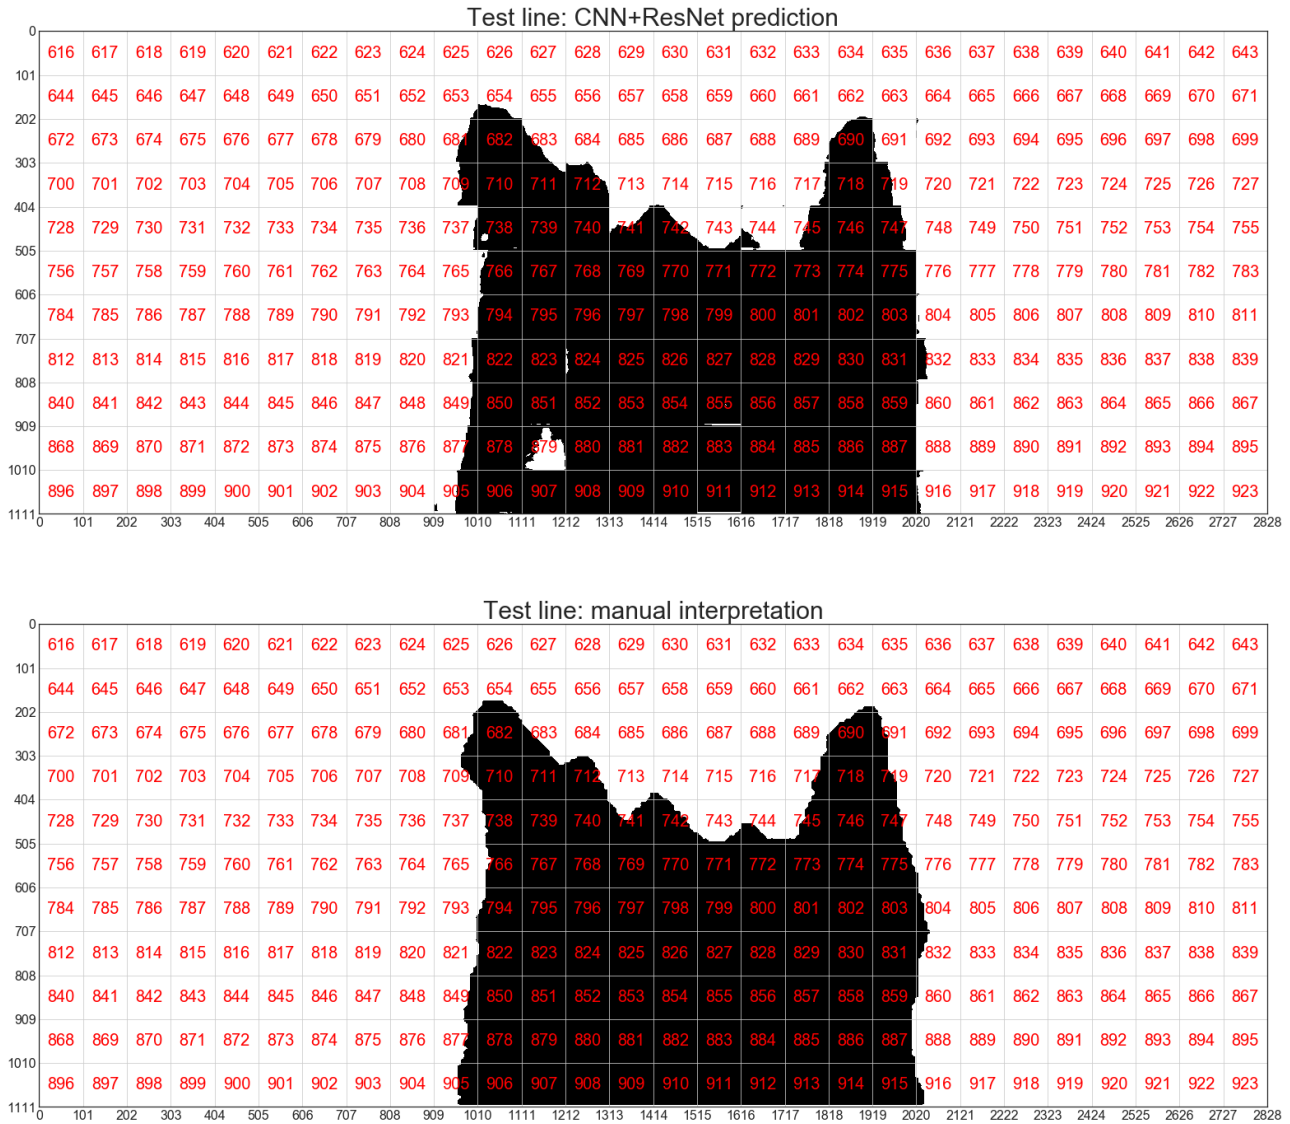 Test line: CNN+ResNet prediction
0
616 617 618 619 620 621 622 623 624 625 626 627 628 629 630 631 632 633 634 635 636 637 638 639 640 641 642 643
101
644 645 646 647 648 649 650 651 652 653 654 655 656 657 658 659 660 661 662 663 664 665 666 667 668 669 670 671
202
672 673 674 675 676 677 678 679 680 681 682 683 684 685 686 687 688 689 690 691 692 693 694 695 696 697 698 699
303
700 701 702 703 704 705 706 707 708 709 710 711 712 713 714 715 716 717 718 719 720 721 722 723 724 725 726 727
404
728 729 730 731 732 733 734 735 736 737 738 739 740 741 742 743 744 745 746 747 748 749 750 751 752 753 754 755
505
756 757 758 759 760 761 762 763 764 765 766 767 768 769 770 771 772 773 774 775 776 777 778 779 780 781 782 783
606
784 785 786 787 788 789 790 791 792 793 794 795 796 797 798 799 800 801 802 803 804 805 806 807 808 809 810 811
707
812 813 814 815 816 817 818 819 820 821 822 823 824 825 826 827 828 829 830 831 832 833 834 835 836 837 838 839
808
840 841 842 843 844 845 846 847 848 849 850 851 852 853 854 855 856 857 858 859 860 861 862 863 864 865 866 867
909
868 869 870 871 872 873 874 875 876 877 878 879 880 881 882 883 884 885 886 887 888 889 890 891 892 893 894 895
1010
896 897 898 899 900 901 902 903 904 905 906 907 908 909 910 911 912 913 914 915 916 917 918 919 920 921 922 923
1111
0 101 202 303 404 505 606 707 808 909 1010 1111 1212 1313 1414 1515 1616 1717 1818 1919 2020 2121 2222 2323 2424 2525 2626 2727 2828
Test line: manual interpretation
0
616 617 618 619 620 621 622 623 624 625 626 627 628 629 630 631 632 633 634 635 636 637 638 639 640 641 642 643
101
644 645 646 647 648 649 650 651 652 653 654 655 656 657 658 659 660 661 662 663 664 665 666 667 668 669 670 671
202
672 673 674 675 676 677 678 679 680 681 682 683 684 685 686 687 688 689 690 691 692 693 694 695 696 697 698 699
303
700 701 702 703 704 705 706 707 708 709 710 711 712 713 714 715 716 717 718 719 720 721 722 723 724 725 726 727
404
728 729 730 731 732 733 734 735 736 737 738 739 740 741 742 743 744 745 746 747 748 749 750 751 752 753 754 755
505
756 757 758 759 760 761 762 763 764 765 766 767 768 769 770 771 772 773 774 775 776 777 778 779 780 781 782 783
606
784 785 786 787 788 789 790 791 792 793 794 795 796 797 798 799 800 801 802 803 804 805 806 807 808 809 810 811
707
812 813 814 815 816 817 818 819 820 821 822 823 824 825 826 827 828 829 830 831 832 833 834 835 836 837 838 839
808
840 841 842 843 844 845 846 847 848 849 850 851 852 853 854 855 856 857 858 859 860 861 862 863 864 865 866 867
909
868 869 870 871 872 873 874 875 876 877 878 879 880 881 882 883 884 885 886 887 888 889 890 891 892 893 894 895
1010
896 897 898 899 900 901 902 903 904 905 906 907 908 909 910 911 912 913 914 915 916 917 918 919 920 921 922 923
1111
0 101 202 303 404 505 606 707 808 909 1010 1111 1212 1313 1414 1515 1616 1717 1818 1919 2020 2121 2222 2323 2424 2525 2626 2727 2828